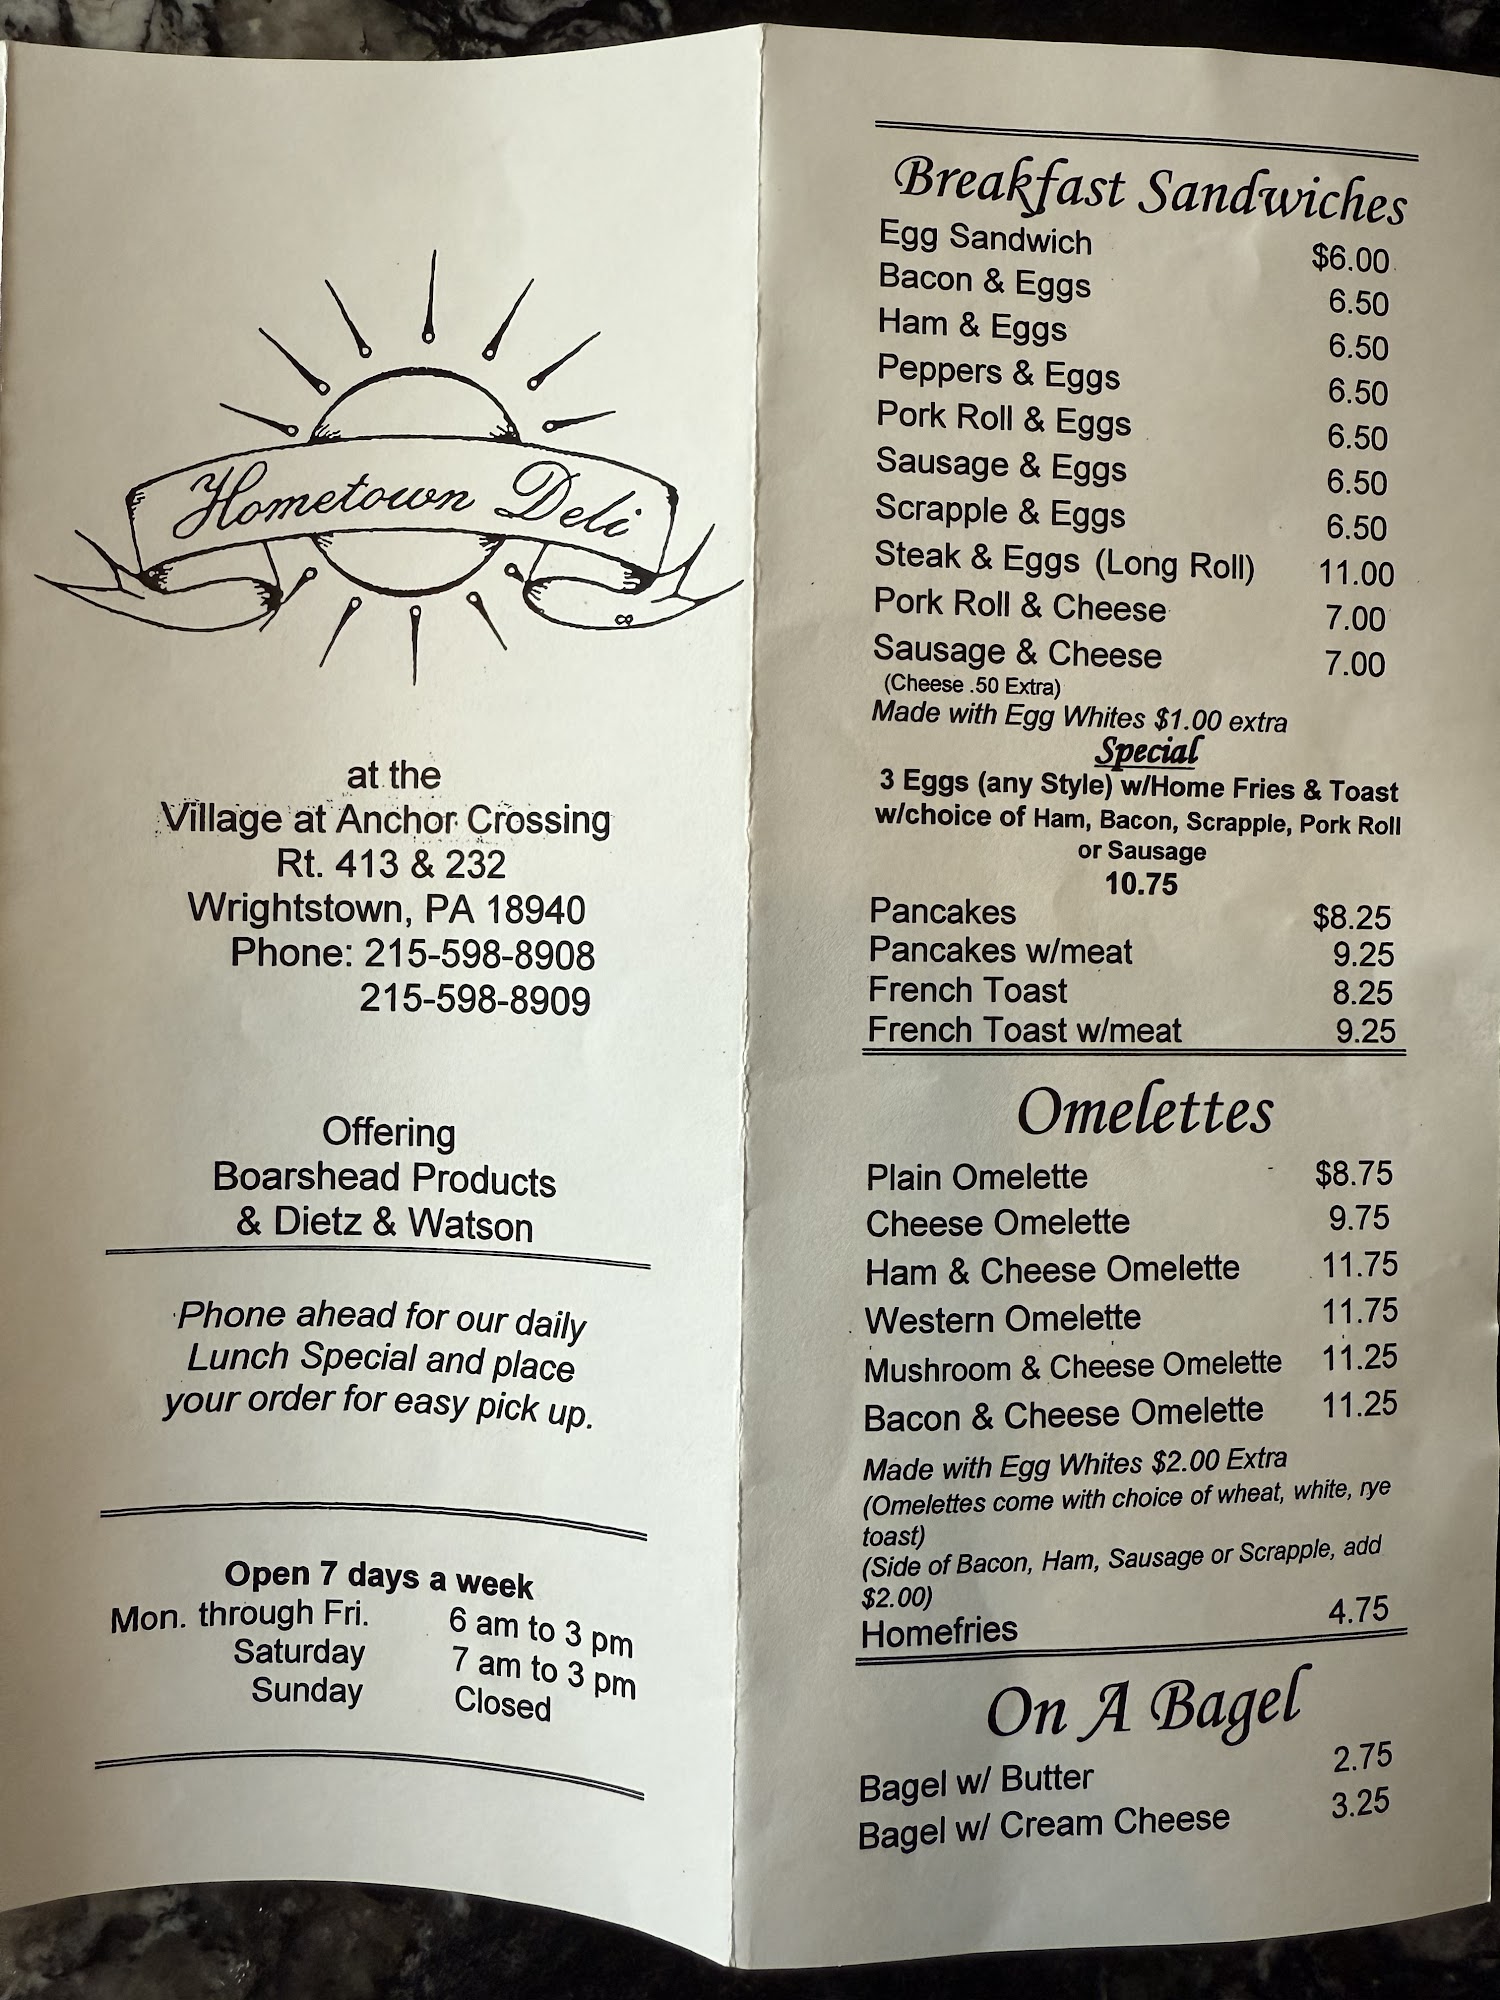 Hometown Deli
at the
Village at Anchor Crossing
Rt. 413 & 232
Wrightstown, PA 18940
Phone: 215-598-8908
215-598-8909
Offering
Boarshead Products
& Dietz & Watson
Phone ahead for our daily
Lunch Special and place
your order for easy pick up.
Open 7 days a week
Mon. through Fri. 6 am to 3 pm
Saturday 7 am to 3 pm
Sunday Closed
Breakfast Sandwiches
Egg Sandwich $6.00
Bacon & Eggs 6.50
Ham & Eggs 6.50
Peppers & Eggs 6.50
Pork Roll & Eggs 6.50
Sausage & Eggs 6.50
Scrapple & Eggs 6.50
Steak & Eggs (Long Roll) 11.00
Pork Roll & Cheese 7.00
Sausage & Cheese 7.00
(Cheese .50 Extra)
Made with Egg Whites $1.00 extra
Special
3 Eggs (any Style) w/Home Fries & Toast
w/choice of Ham, Bacon, Scrapple, Pork Roll
or Sausage
10.75
Pancakes $8.25
Pancakes w/meat 9.25
French Toast 8.25
French Toast w/meat 9.25
Omelettes
Plain Omelette $8.75
Cheese Omelette 9.75
Ham & Cheese Omelette 11.75
Western Omelette 11.75
Mushroom & Cheese Omelette 11.25
Bacon & Cheese Omelette 11.25
Made with Egg Whites $2.00 Extra
(Omelettes come with choice of wheat, white, rye
toast)
(Side of Bacon, Ham, Sausage or Scrapple, add
$2.00)
Homefries 4.75
On A Bagel
Bagel w/ Butter 2.75
Bagel w/ Cream Cheese 3.25